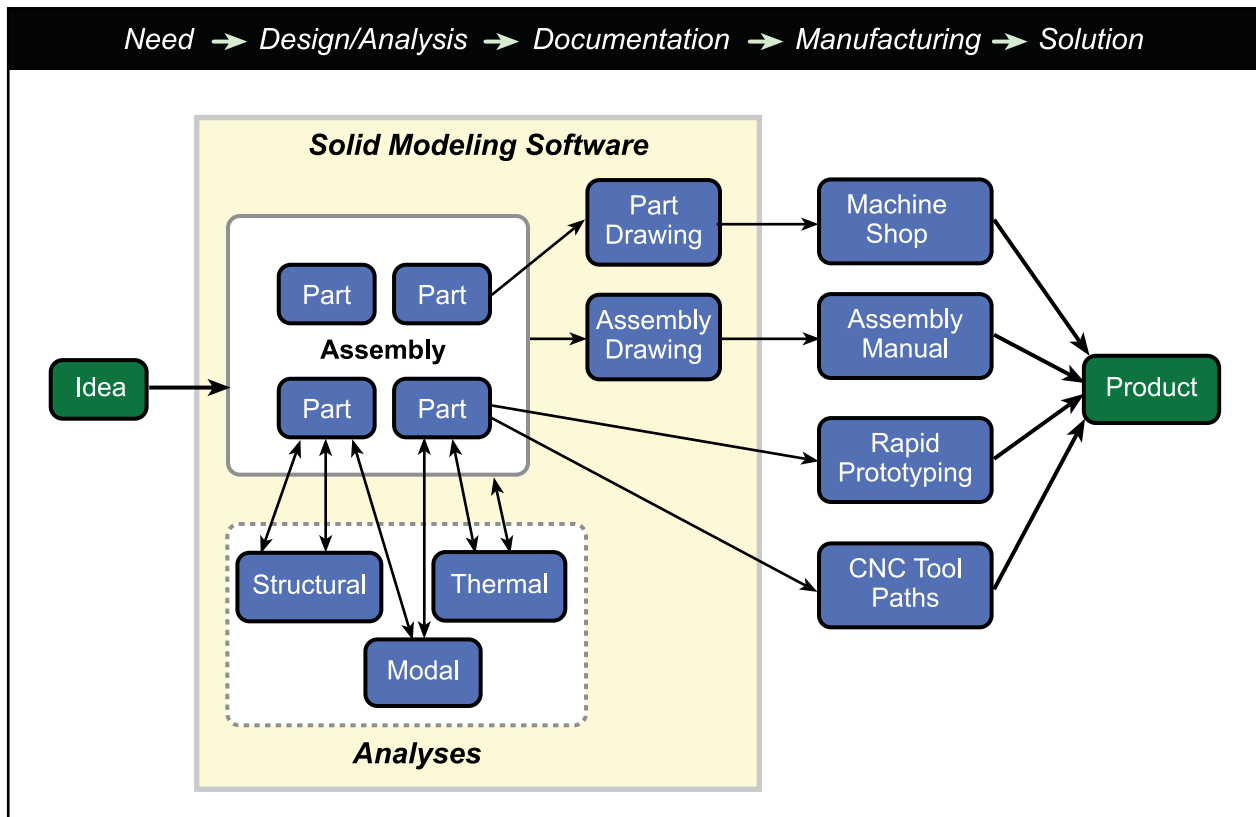 Need → Design/Analysis → Documentation → Manufacturing → Solution
Solid Modeling Software
Part
Drawing
Machine
Shop
Part
Part
Assembly
Drawing
Assembly
Manual
Assembly
Idea
Product
Part
Part
Rapid
Prototyping
Structural
Thermal
CNC Tool
Paths
Modal
Analyses